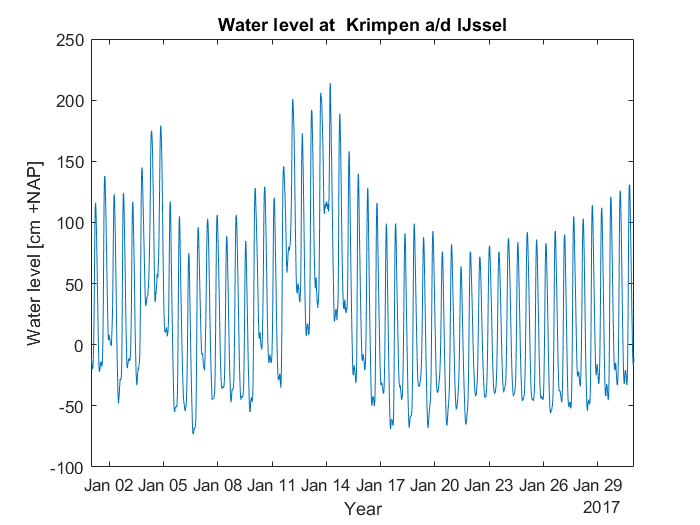 Water level at  Krimpen a/d IJssel
250
200
150
100
50
0
-50
-100
Water level [cm +NAP]
Jan 02 Jan 05 Jan 08 Jan 11 Jan 14 Jan 17 Jan 20 Jan 23 Jan 26 Jan 29
Year
2017